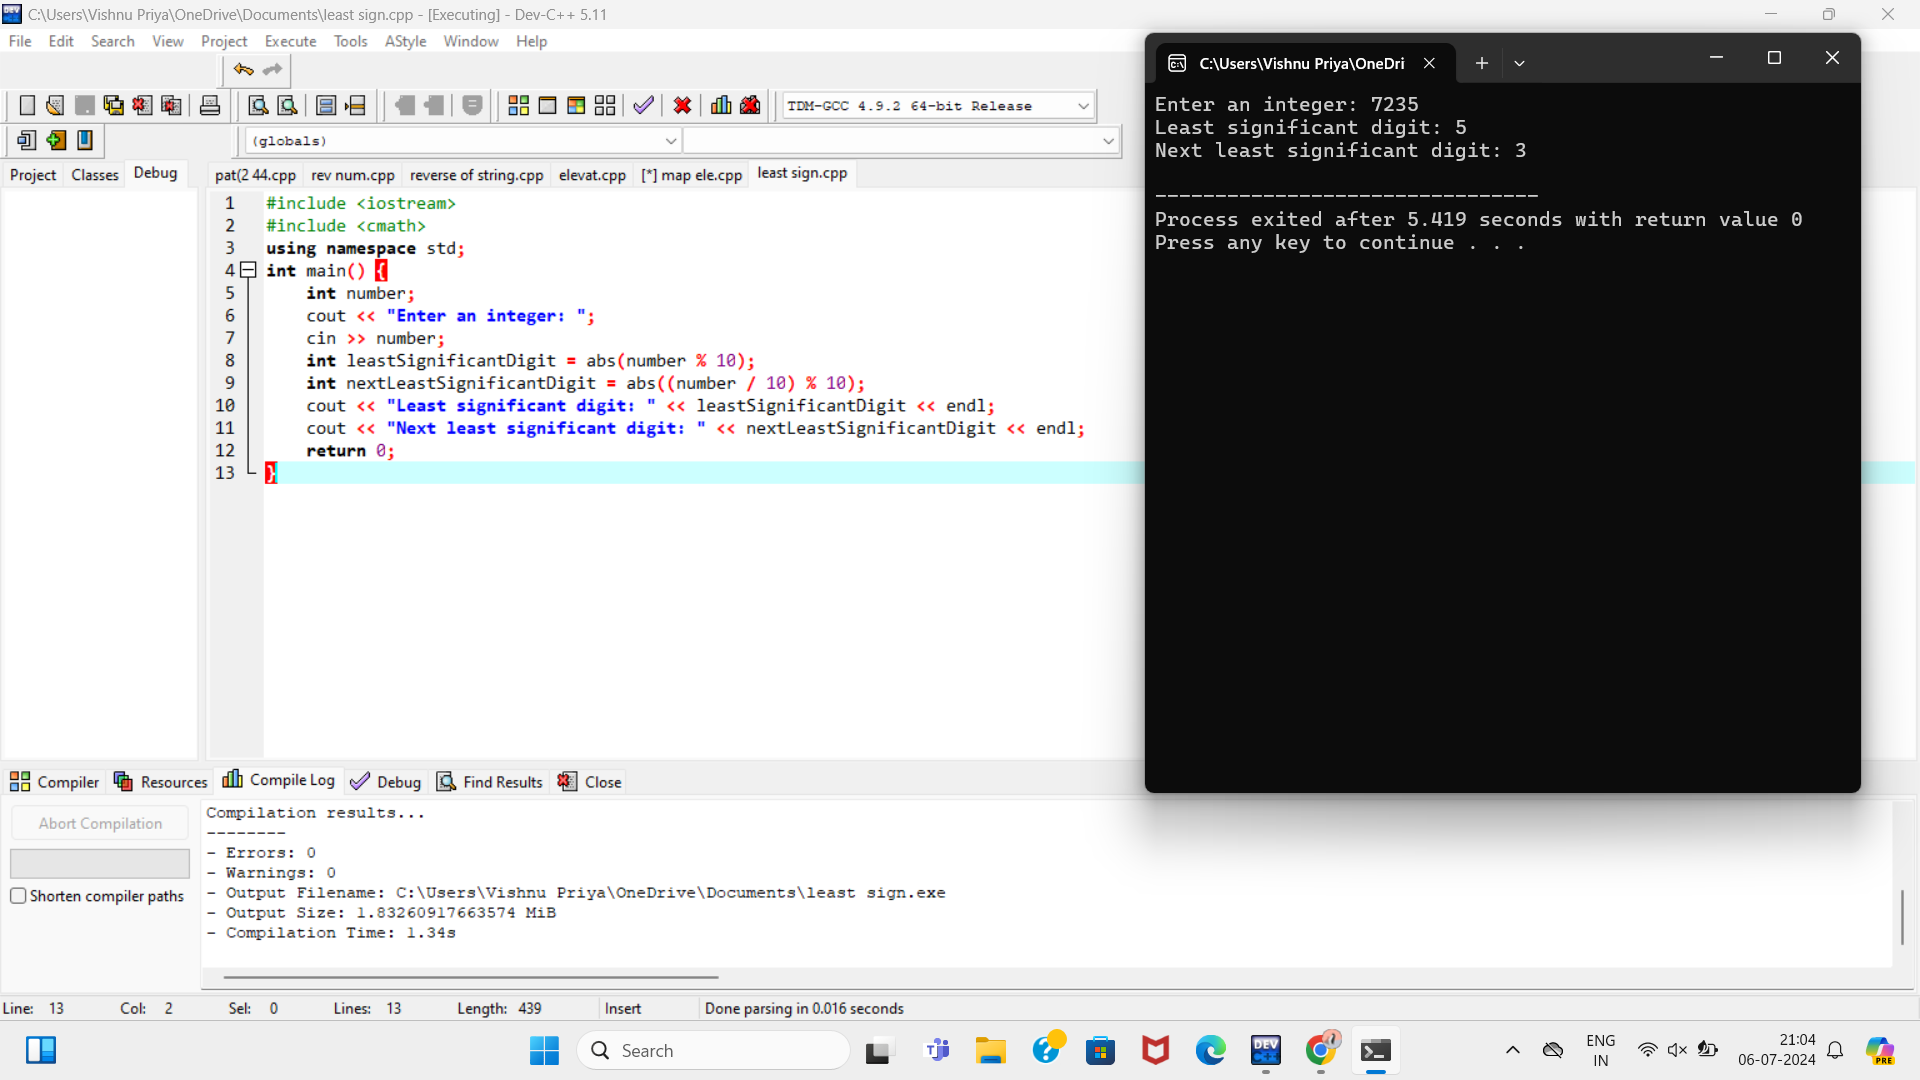 C:\Users\Vishnu Priya\OneDrive\Documents\least sign.cpp - [Executing] - Dev-C++ 5.11
File Edit Search View Project Execute Tools AStyle Window Help
TDM-GCC 4.9.2 64-bit Release
(globals)
Project Classes Debug
pat(2 44.cpp rev num.cpp reverse of string.cpp elevat.cpp [*] map ele.cpp least sign.cpp
1 #include <iostream>
2 #include <cmath>
3 using namespace std;
4 int main() {
5 int number;
6 cout << "Enter an integer: ";
7 cin >> number;
8 int leastSignificantDigit = abs(number % 10);
9 int nextLeastSignificantDigit = abs((number / 10) % 10);
10 cout << "Least significant digit: " << leastSignificantDigit << endl;
11 cout << "Next least significant digit: " << nextLeastSignificantDigit << endl;
12 return 0;
13 }
C:\Users\Vishnu Priya\OneDri
Enter an integer: 7235
Least significant digit: 5
Next least significant digit: 3
--------------------------------
Process exited after 5.419 seconds with return value 0
Press any key to continue . . .
Compiler Resources Compile Log Debug Find Results Close
Abort Compilation
Shorten compiler paths
Compilation results...
--------
- Errors: 0
- Warnings: 0
- Output Filename: C:\Users\Vishnu Priya\OneDrive\Documents\least sign.exe
- Output Size: 1.83260917663574 MiB
- Compilation Time: 1.34s
Line: 13 Col: 2 Sel: 0 Lines: 13 Length: 439 Insert Done parsing in 0.016 seconds
Search
DEV
ENG
IN
21:04
06-07-2024
PRE